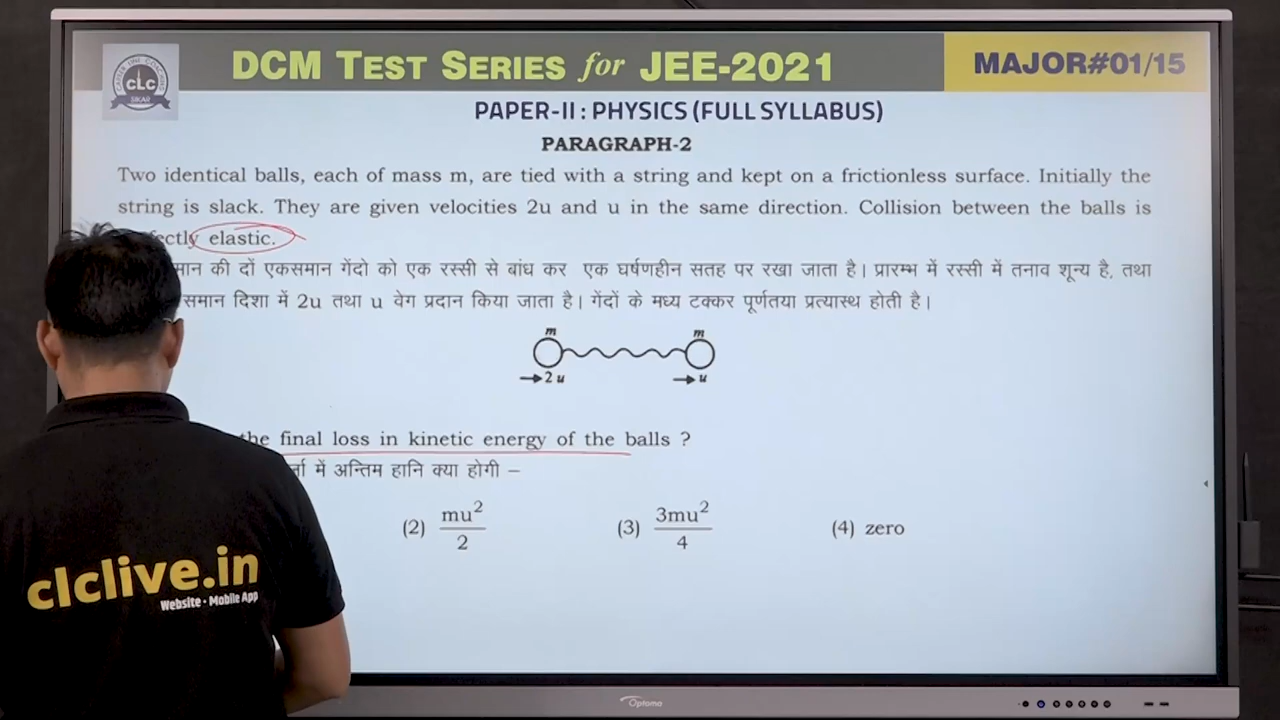 DCM TEST SERIES for JEE-2021
MAJOR#01/15
CLC
SIKAR
PAPER-II : PHYSICS (FULL SYLLABUS)
PARAGRAPH-2
Two identical balls, each of mass m, are tied with a string and kept on a frictionless surface. Initially the
string is slack. They are given velocities 2u and u in the same direction. Collision between the balls is
elastic.
की दों एकसमान गेंदो को एक रस्सी से बांध कर एक घर्षणहीन सतह पर रखा जाता है। प्रारम्भ में रस्सी में तनाव शून्य है, तथा
समान दिशा में 2u तथा u वेग प्रदान किया जाता है। गेंदों के मध्य टक्कर पूर्णतया प्रत्यास्थ होती है।
m m
2 u u
the final loss in kinetic energy of the balls ?
में अन्तिम हानि क्या होगी –
(2) mu²/2 (3) 3mu²/4 (4) zero
clclive.in
Website • Mobile App
Optoma